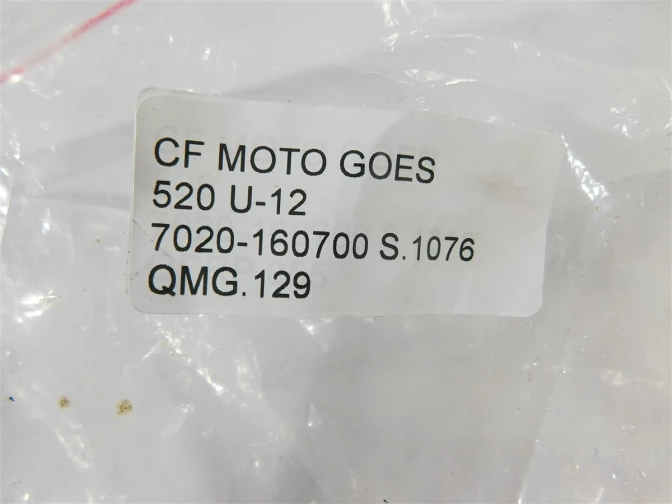 CF MOTO GOES
520 U-12
7020-160700 S.1076
QMG.129